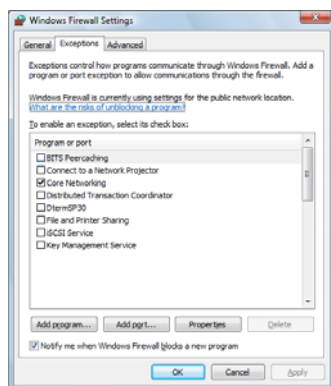 Windows Firewall Settings
General Exceptions Advanced
Exceptions control how programs communicate through Windows Firewall. Add a
program or port exception to allow communications through the firewall.
Windows Firewall is currently using settings for the public network location.
What are the risks of unblocking a program?
To enable an exception, select its check box:
Program or port
BITS Peercaching
Connect to a Network Projector
Core Networking
Distributed Transaction Coordinator
DtermSP30
File and Printer Sharing
iSCSI Service
Key Management Service
Add program... Add port... Properties Delete
Notify me when Windows Firewall blocks a new program
OK Cancel Apply